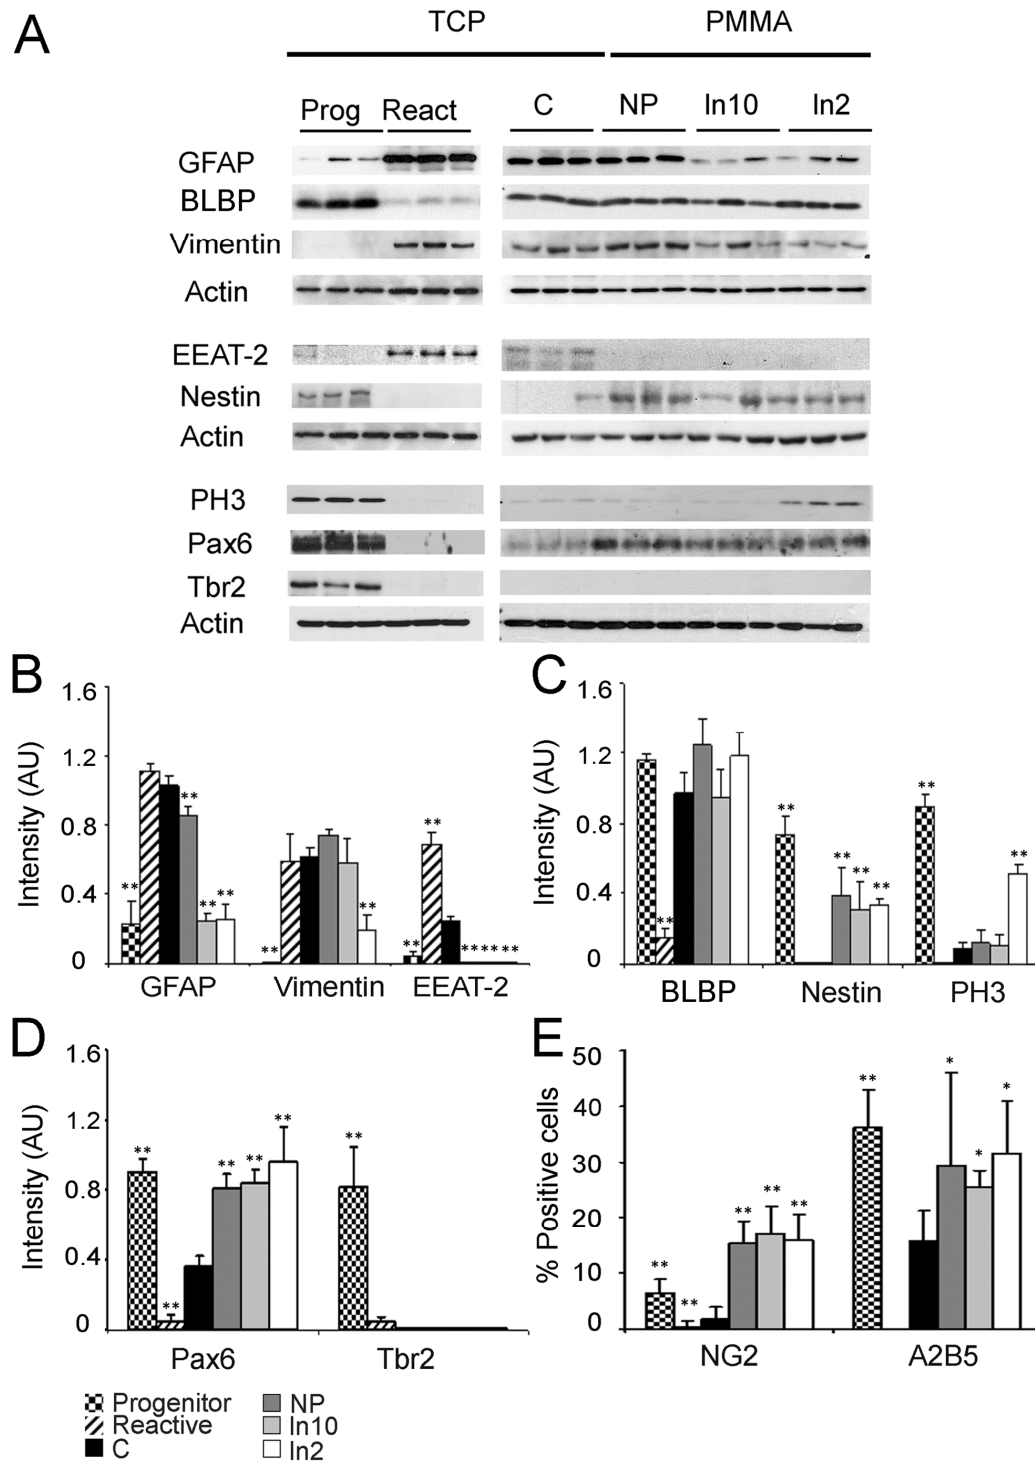 A
TCP PMMA
Prog React C NP In10 In2
GFAP
BLBP
Vimentin
Actin
EEAT-2
Nestin
Actin
PH3
Pax6
Tbr2
Actin
B
Intensity (AU)
1.6
1.2
0.8
0.4
0
** ** ** ** ** ** ** ** ** ** **
GFAP Vimentin EEAT-2
C
Intensity (AU)
1.6
1.2
0.8
0.4
0
** ** ** ** ** ** **
BLBP Nestin PH3
D
Intensity (AU)
1.6
1.2
0.8
0.4
0
** ** ** ** ** **
Pax6 Tbr2
E
% Positive cells
50
40
30
20
10
0
** ** ** ** ** ** * * *
NG2 A2B5
Progenitor NP
Reactive In10
C In2